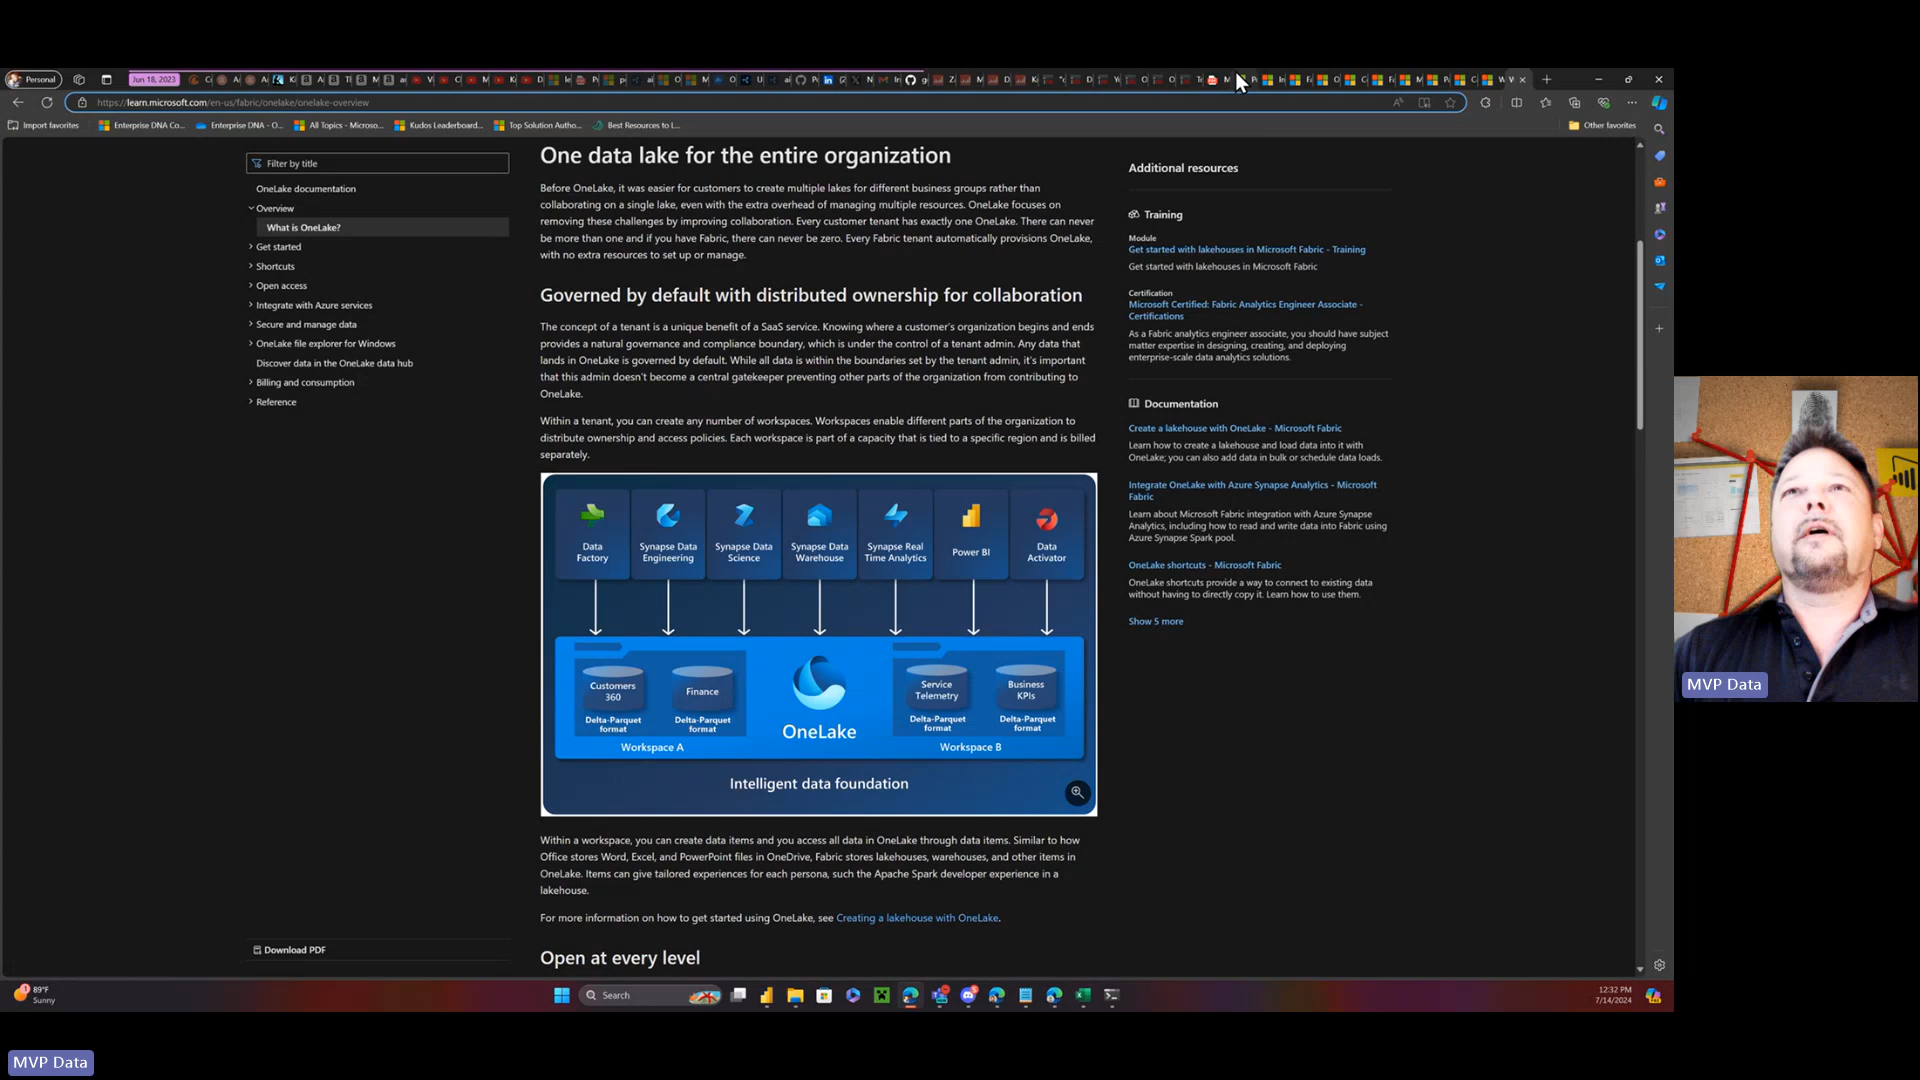 Personal
Jun 18, 2023
https://learn.microsoft.com/en-us/fabric/onelake/onelake-overview
Import favorites
Enterprise DNA Co...
Enterprise DNA - O...
All Topics - Microso...
Kudos Leaderboard...
Top Solution Autho...
Best Resources to L...
Other favorites
Filter by title
OneLake documentation
Overview
What is OneLake?
Get started
Shortcuts
Open access
Integrate with Azure services
Secure and manage data
OneLake file explorer for Windows
Discover data in the OneLake data hub
Billing and consumption
Reference
Download PDF
One data lake for the entire organization
Before OneLake, it was easier for customers to create multiple lakes for different business groups rather than
collaborating on a single lake, even with the extra overhead of managing multiple resources. OneLake focuses on
removing these challenges by improving collaboration. Every customer tenant has exactly one OneLake. There can never
be more than one and if you have Fabric, there can never be zero. Every Fabric tenant automatically provisions OneLake,
with no extra resources to set up or manage.
Governed by default with distributed ownership for collaboration
The concept of a tenant is a unique benefit of a SaaS service. Knowing where a customer's organization begins and ends
provides a natural governance and compliance boundary, which is under the control of a tenant admin. Any data that
lands in OneLake is governed by default. While all data is within the boundaries set by the tenant admin, it's important
that this admin doesn't become a central gatekeeper preventing other parts of the organization from contributing to
OneLake.
Within a tenant, you can create any number of workspaces. Workspaces enable different parts of the organization to
distribute ownership and access policies. Each workspace is part of a capacity that is tied to a specific region and is billed
separately.
Data
Factory
Synapse Data
Engineering
Synapse Data
Science
Synapse Data
Warehouse
Synapse Real
Time Analytics
Power BI
Data
Activator
Customers
360
Delta-Parquet
format
Finance
Delta-Parquet
format
Workspace A
OneLake
Service
Telemetry
Delta-Parquet
format
Business
KPIs
Delta-Parquet
format
Workspace B
Intelligent data foundation
Within a workspace, you can create data items and you access all data in OneLake through data items. Similar to how
Office stores Word, Excel, and PowerPoint files in OneDrive, Fabric stores lakehouses, warehouses, and other items in
OneLake. Items can give tailored experiences for each persona, such the Apache Spark developer experience in a
lakehouse.
For more information on how to get started using OneLake, see Creating a lakehouse with OneLake.
Open at every level
Additional resources
Training
Module
Get started with lakehouses in Microsoft Fabric - Training
Get started with lakehouses in Microsoft Fabric
Certification
Microsoft Certified: Fabric Analytics Engineer Associate -
Certifications
As a Fabric analytics engineer associate, you should have subject
matter expertise in designing, creating, and deploying
enterprise-scale data analytics solutions.
Documentation
Create a lakehouse with OneLake - Microsoft Fabric
Learn how to create a lakehouse and load data into it with
OneLake; you can also add data in bulk or schedule data loads.
Integrate OneLake with Azure Synapse Analytics - Microsoft
Fabric
Learn about Microsoft Fabric integration with Azure Synapse
Analytics, including how to read and write data into Fabric using
Azure Synapse Spark pool.
OneLake shortcuts - Microsoft Fabric
OneLake shortcuts provide a way to connect to existing data
without having to directly copy it. Learn how to use them.
Show 5 more
MVP Data
89°F
Sunny
Search
12:32 PM
7/14/2024
MVP Data